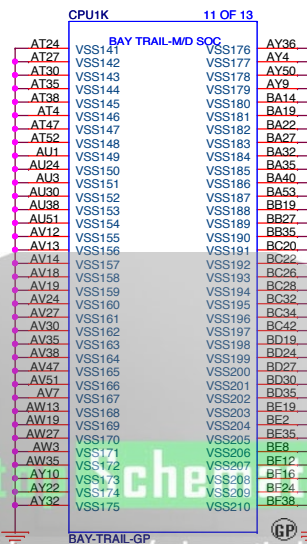 CPU1K 11 OF 13
BAY TRAIL-M/D SOC
AT24 VSS141 VSS176 AY36
AT27 VSS142 VSS177 AY4
AT30 VSS143 VSS178 AY50
AT35 VSS144 VSS179 AY9
AT38 VSS145 VSS180 BA14
AT4 VSS146 VSS181 BA19
AT47 VSS147 VSS182 BA22
AT52 VSS148 VSS183 BA27
AU1 VSS149 VSS184 BA32
AU24 VSS150 VSS185 BA35
AU3 VSS151 VSS186 BA40
AU30 VSS152 VSS187 BA53
AU38 VSS153 VSS188 BB19
AU51 VSS154 VSS189 BB27
AV12 VSS155 VSS190 BB35
AV13 VSS156 VSS191 BC20
AV14 VSS157 VSS192 BC22
AV18 VSS158 VSS193 BC26
AV19 VSS159 VSS194 BC28
AV24 VSS160 VSS195 BC32
AV27 VSS161 VSS196 BC34
AV30 VSS162 VSS197 BC42
AV35 VSS163 VSS198 BD19
AV38 VSS164 VSS199 BD24
AV47 VSS165 VSS200 BD27
AV51 VSS166 VSS201 BD30
AV7 VSS167 VSS202 BD35
AW13 VSS168 VSS203 BE19
AW19 VSS169 VSS204 BE2
AW27 VSS170 VSS205 BE35
AW3 VSS171 VSS206 BE8
AW35 VSS172 VSS207 BF12
AY10 VSS173 VSS208 BF16
AY22 VSS174 VSS209 BF24
AY32 VSS175 VSS210 BF38
BAY-TRAIL-GP
GP